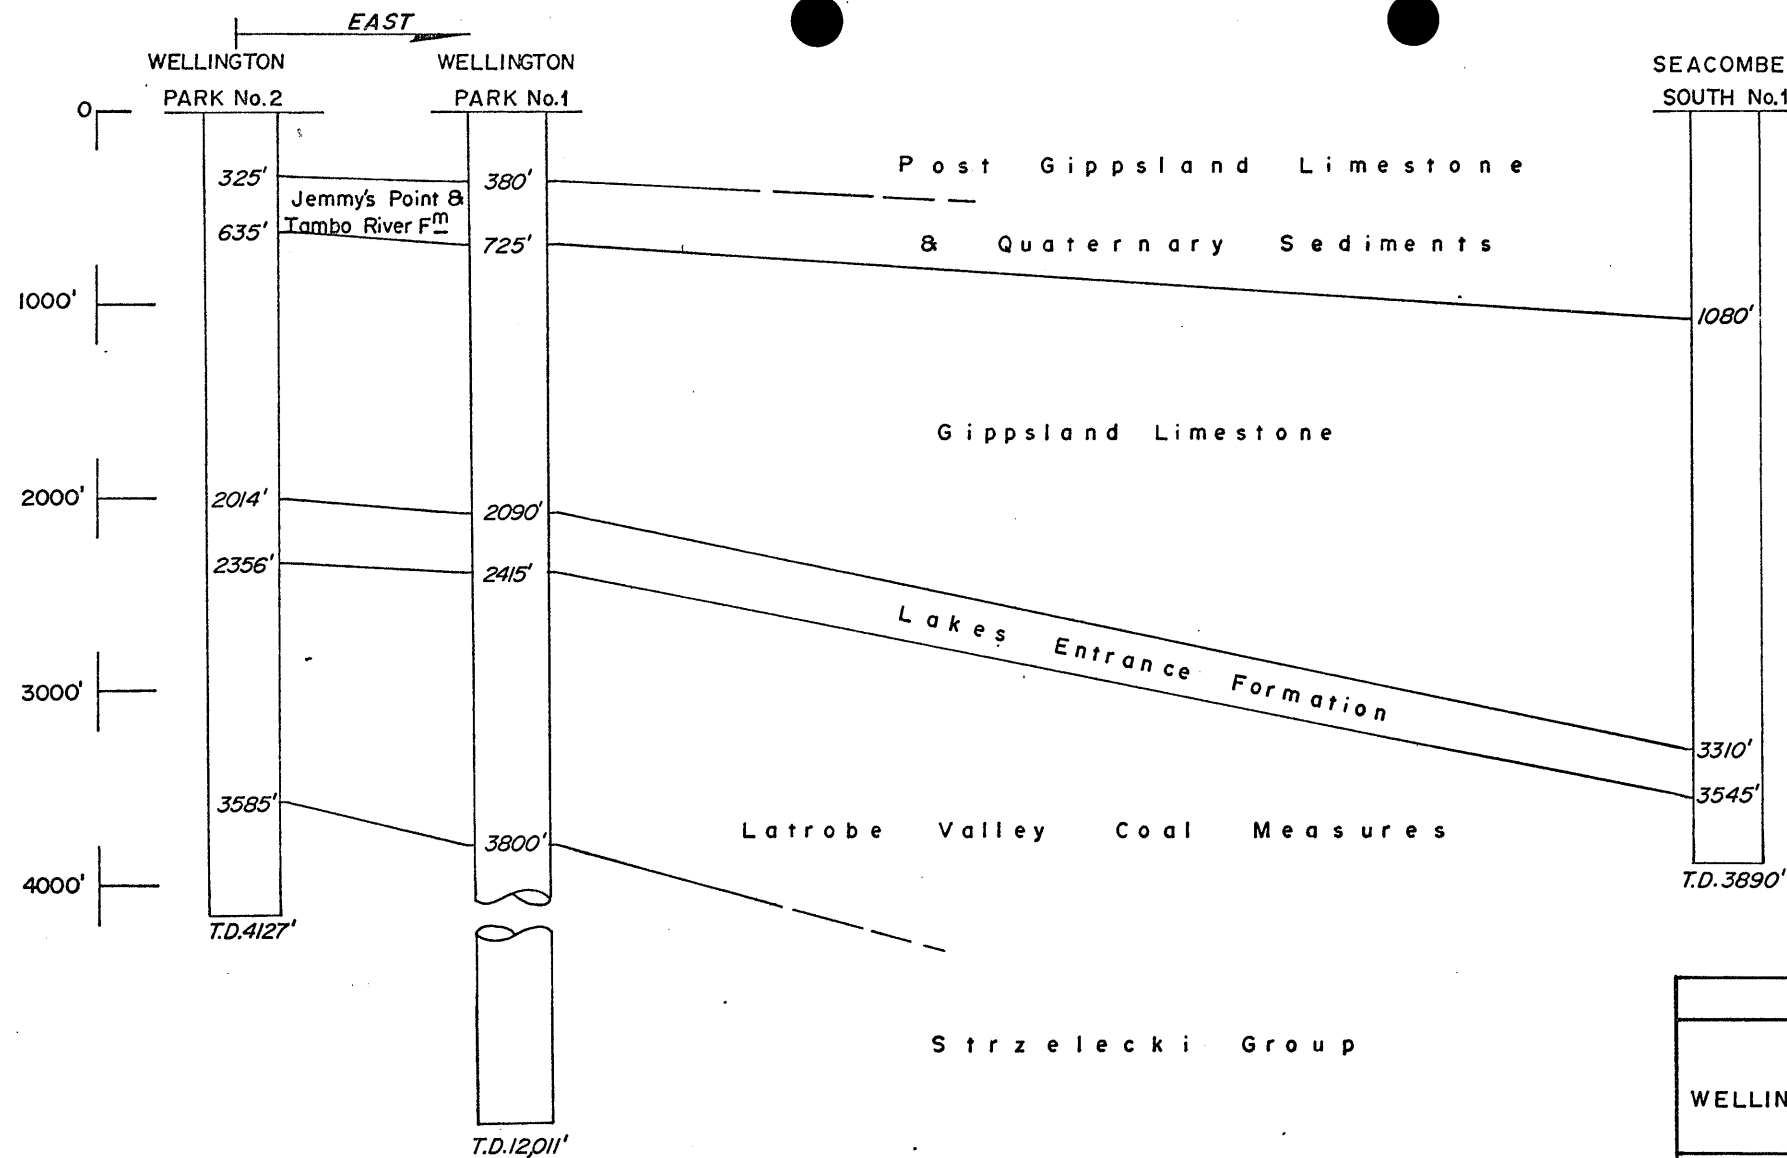 EAST
WELLINGTON
PARK No.2
WELLINGTON
PARK No.1
SEACOMBE
SOUTH No.1
0
1000'
2000'
3000'
4000'
325'
635'
2014'
2356'
3585'
T.D.4127'
Jemmy's Point &
Tambo River Fm
380'
725'
2090'
2415'
3800'
T.D.12,011'
Post Gippsland Limestone
& Quaternary Sediments
Gippsland Limestone
Lakes Entrance Formation
Latrobe Valley Coal Measures
Strzelecki Group
1080'
3310'
3545'
T.D.3890'
WELLIN